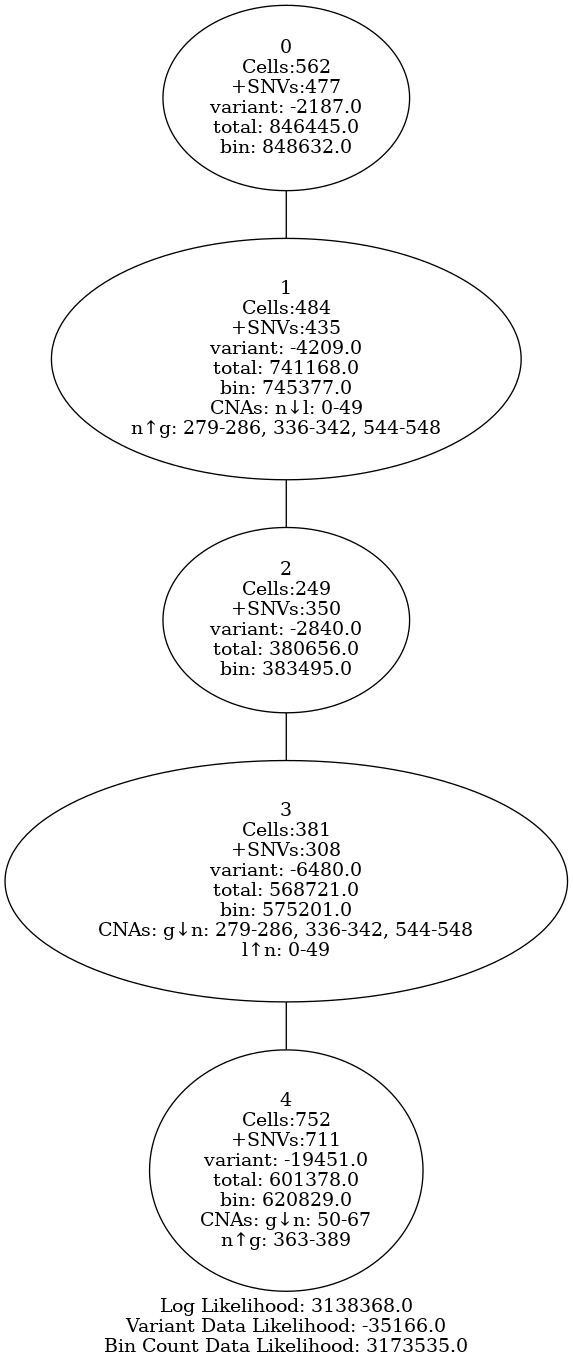 0
Cells:562
+SNVs:477
variant: -2187.0
total: 846445.0
bin: 848632.0
1
Cells:484
+SNVs:435
variant: -4209.0
total: 741168.0
bin: 745377.0
CNAs: n↓l: 0-49
n↑g: 279-286, 336-342, 544-548
2
Cells:249
+SNVs:350
variant: -2840.0
total: 380656.0
bin: 383495.0
3
Cells:381
+SNVs:308
variant: -6480.0
total: 568721.0
bin: 575201.0
CNAs: g↓n: 279-286, 336-342, 544-548
l↑n: 0-49
4
Cells:752
+SNVs:711
variant: -19451.0
total: 601378.0
bin: 620829.0
CNAs: g↓n: 50-67
n↑g: 363-389
Log Likelihood: 3138368.0
Variant Data Likelihood: -35166.0
Bin Count Data Likelihood: 3173535.0